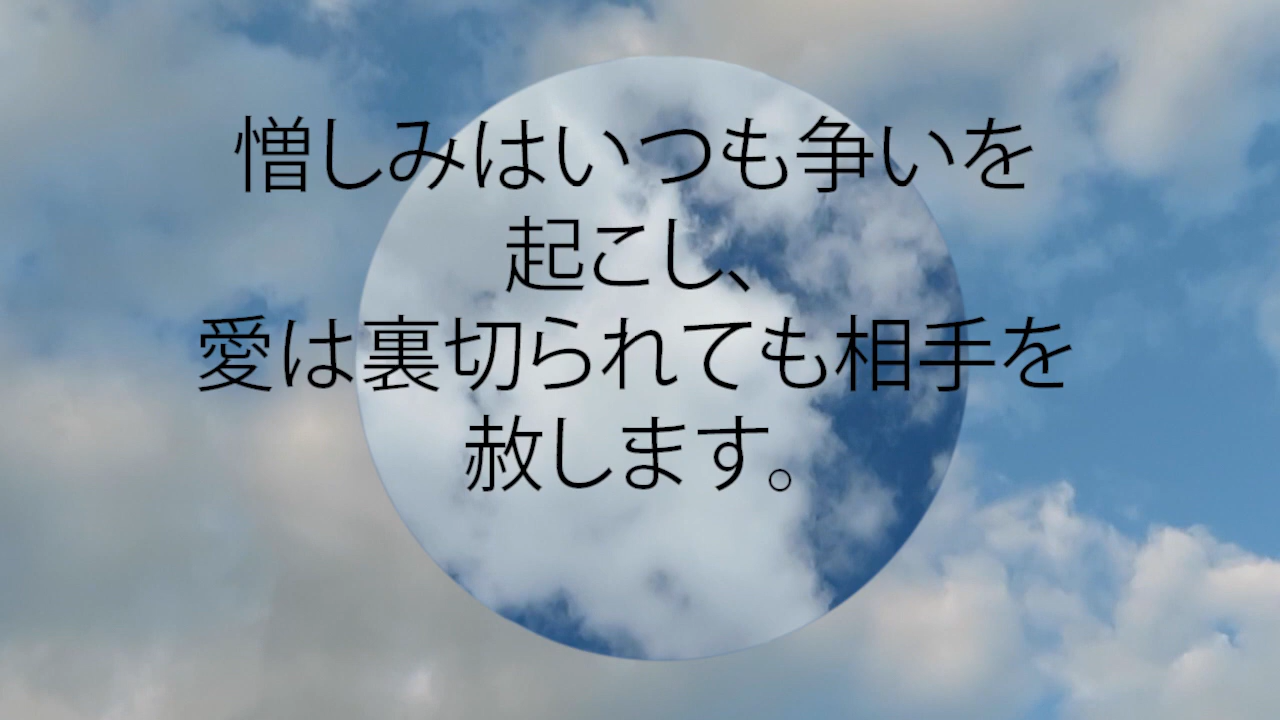 憎しみはいつも争いを
起こし、
愛は裏切られても相手を
赦します。